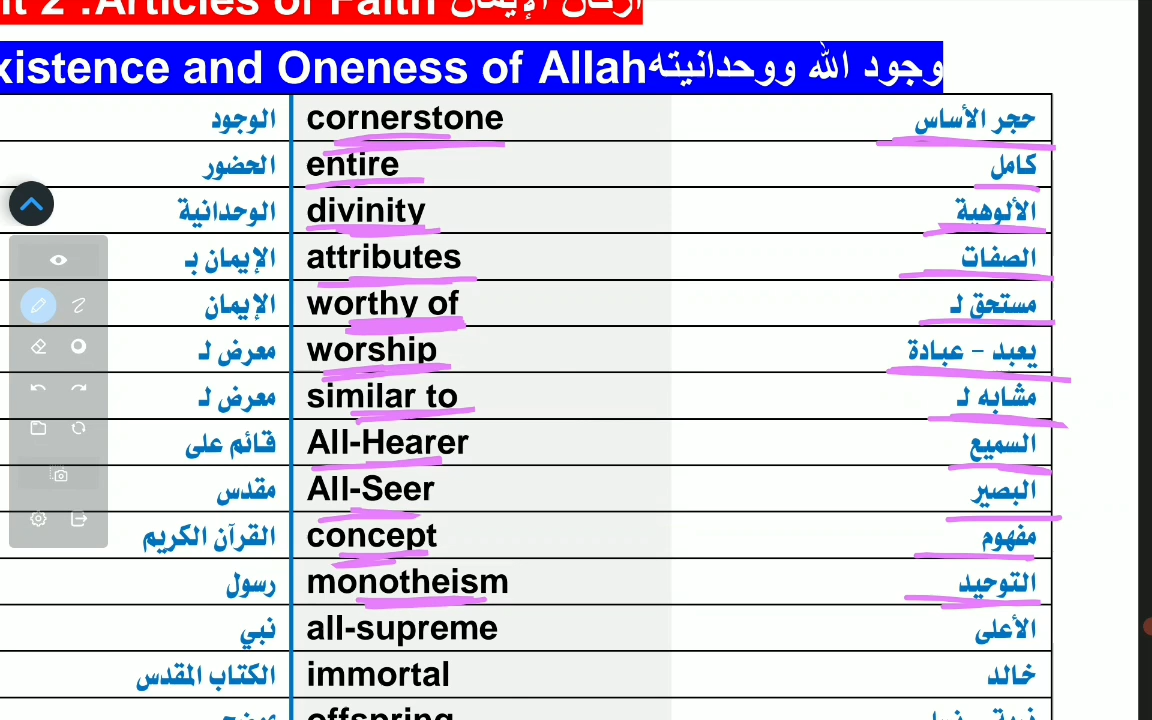 it 2 : Articles of Faith أركان الإيمان
xistence and Oneness of Allah وجود الله ووحدانيته
الوجود cornerstone حجر الأساس
الحضور entire كامل
الوحدانية divinity الألوهية
الإيمان بـ attributes الصفات
الإيمان worthy of مستحق لـ
معرض لـ worship يعبد – عبادة
معرض لـ similar to مشابه لـ
قائم على All-Hearer السميع
مقدس All-Seer البصير
القرآن الكريم concept مفهوم
رسول monotheism التوحيد
نبي all-supreme الأعلى
الكتاب المقدس immortal خالد
offspring